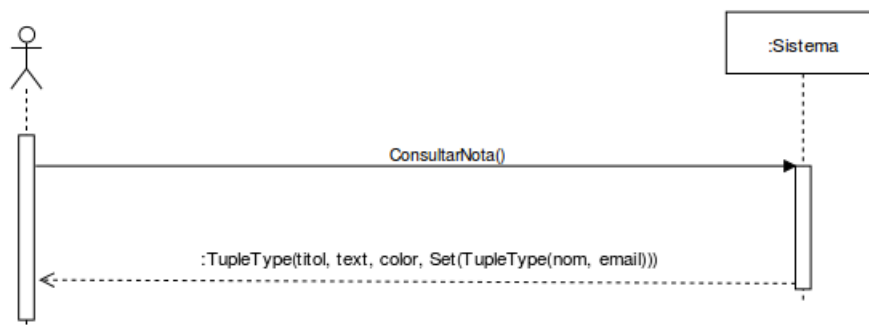 :Sistema
ConsultarNota()
:TupleType(titol, text, color, Set(TupleType(nom, email)))